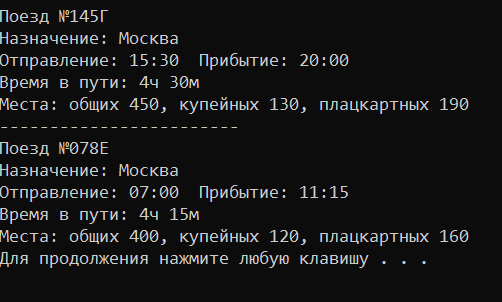 Поезд №145Г
Назначение: Москва
Отправление: 15:30  Прибытие: 20:00
Время в пути: 4ч 30м
Места: общих 450, купейных 130, плацкартных 190
------------------------
Поезд №078Е
Назначение: Москва
Отправление: 07:00  Прибытие: 11:15
Время в пути: 4ч 15м
Места: общих 400, купейных 120, плацкартных 160
Для продолжения нажмите любую клавишу . . .